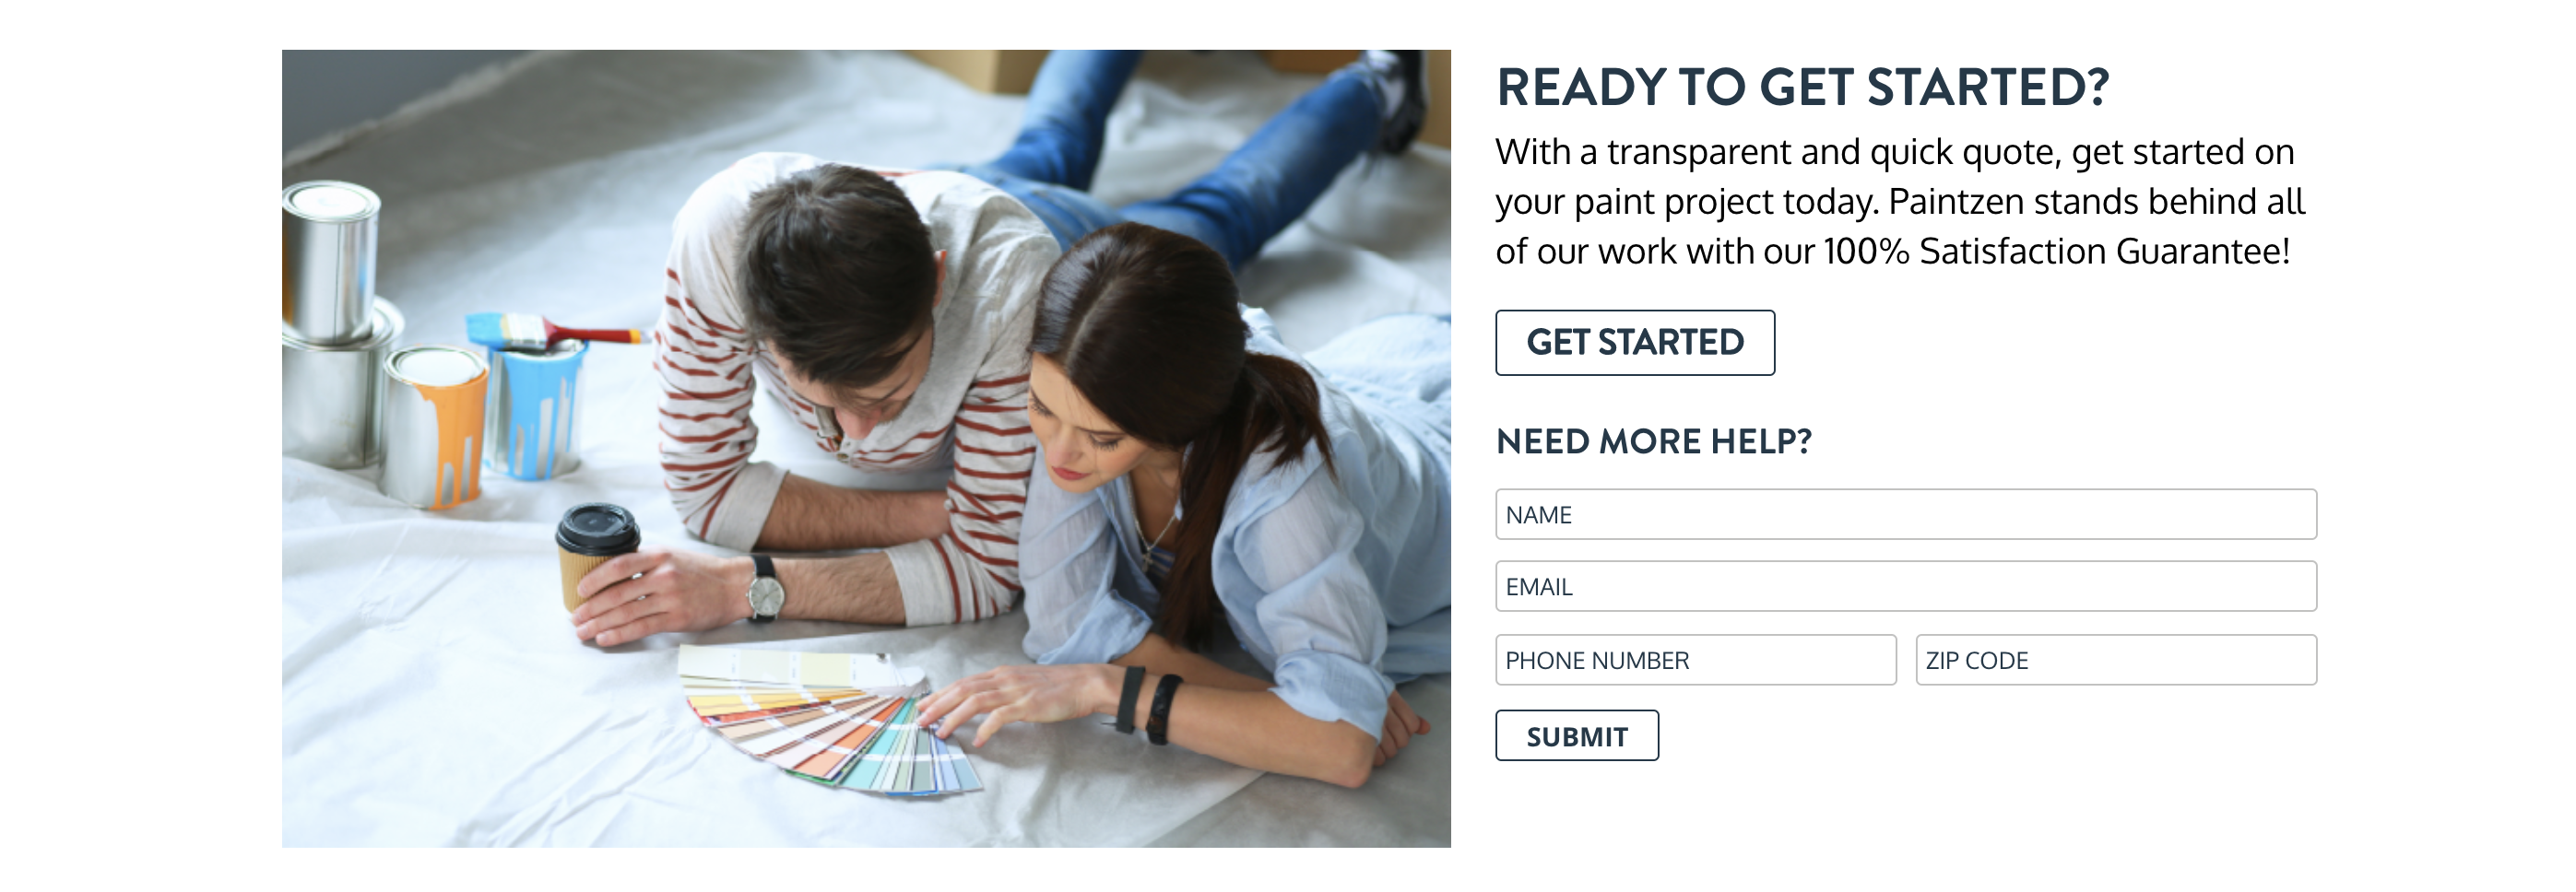 READY TO GET STARTED?
With a transparent and quick quote, get started on
your paint project today. Paintzen stands behind all
of our work with our 100% Satisfaction Guarantee!
GET STARTED
NEED MORE HELP?
NAME
EMAIL
PHONE NUMBER
ZIP CODE
SUBMIT